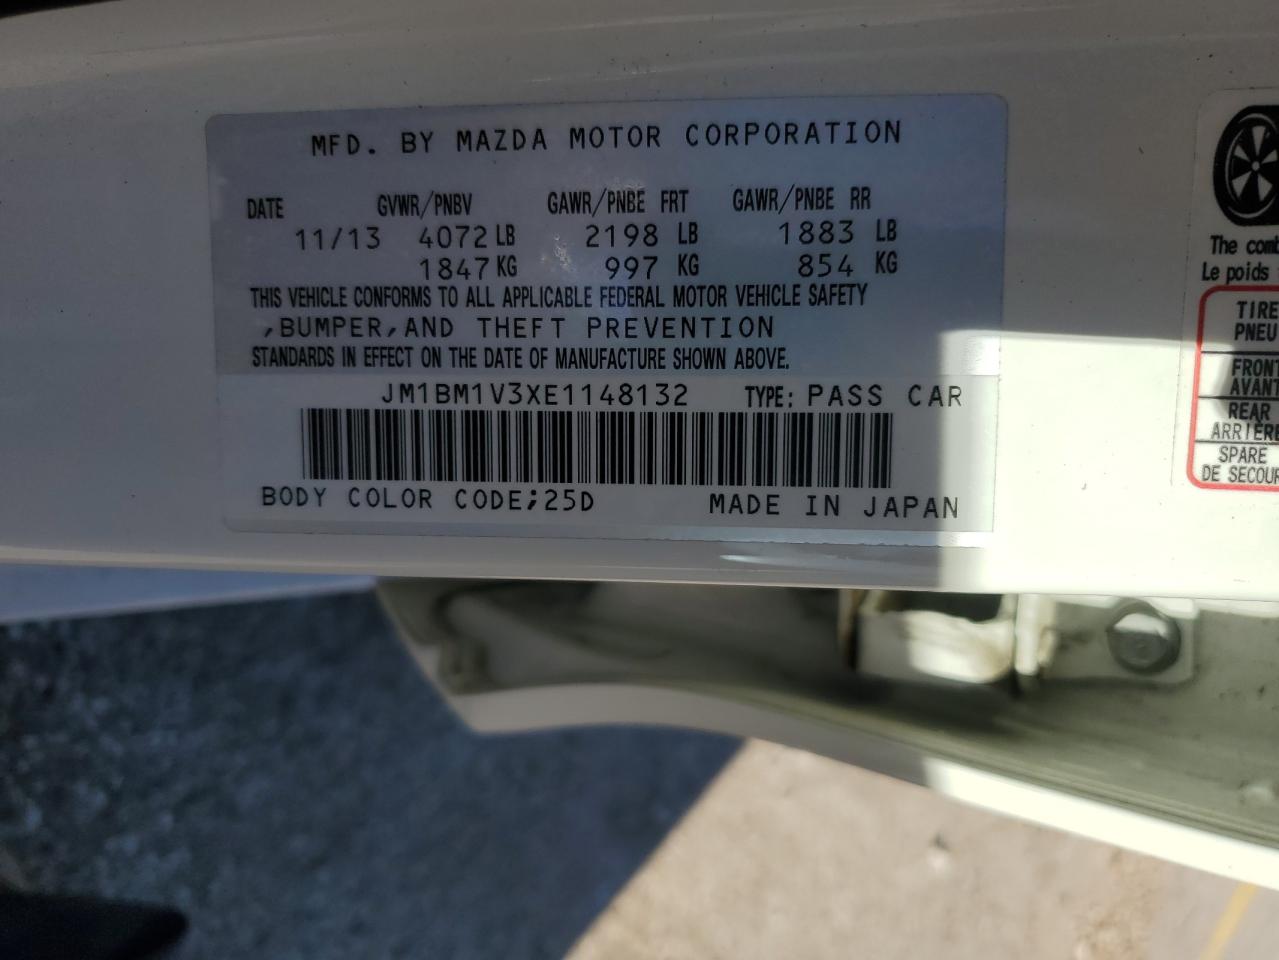 MFD. BY MAZDA MOTOR CORPORATION
DATE GVWR/PNBV GAWR/PNBE FRT GAWR/PNBE RR
11/13 4072 LB 2198 LB 1883 LB
1847 KG 997 KG 854 KG
THIS VEHICLE CONFORMS TO ALL APPLICABLE FEDERAL MOTOR VEHICLE SAFETY
,BUMPER,AND THEFT PREVENTION
STANDARDS IN EFFECT ON THE DATE OF MANUFACTURE SHOWN ABOVE.
JM1BM1V3XE1148132 TYPE: PASS CAR
BODY COLOR CODE;25D MADE IN JAPAN
The
Le poids
TIRE
PNEU
FRONT
AVANT
REAR
ARRIERE
SPARE
DE